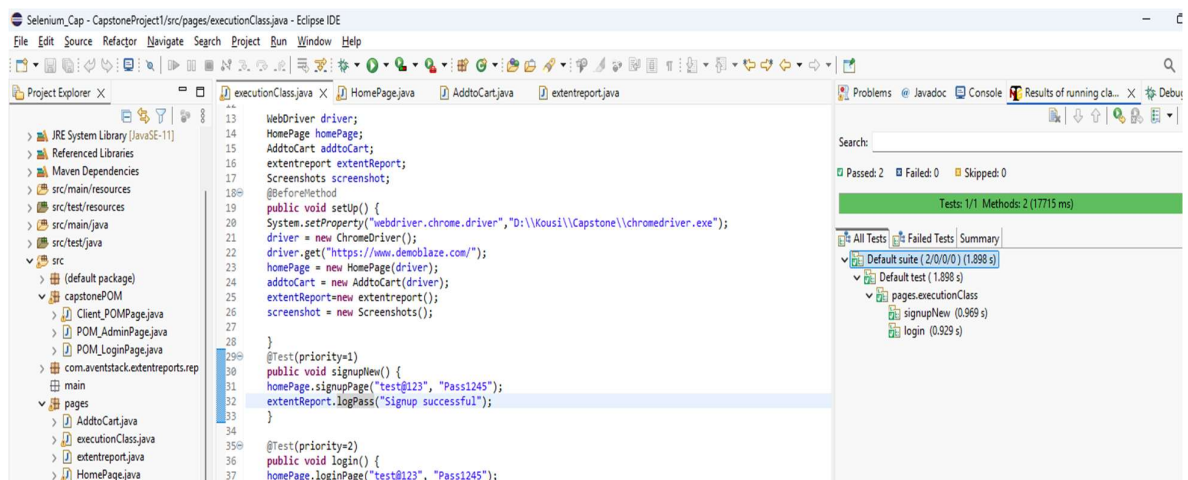 Selenium_Cap - CapstoneProject1/src/pages/executionClass.java - Eclipse IDE
File Edit Source Refactor Navigate Search Project Run Window Help
Project Explorer
JRE System Library [JavaSE-11]
Referenced Libraries
Maven Dependencies
src/main/resources
src/test/resources
src/main/java
src/test/java
src
(default package)
capstonePOM
Client_POMPage.java
POM_AdminPage.java
POM_LoginPage.java
com.aventstack.extentreports.rep
main
pages
AddtoCart.java
executionClass.java
extentreport.java
HomePage.java
executionClass.java HomePage.java AddtoCart.java extentreport.java
13 WebDriver driver;
14 HomePage homePage;
15 AddtoCart addtoCart;
16 extentreport extentReport;
17 Screenshots screenshot;
18 @BeforeMethod
19 public void setUp() {
20 System.setProperty("webdriver.chrome.driver","D:\\Kousi\\Capstone\\chromedriver.exe");
21 driver = new ChromeDriver();
22 driver.get("https://www.demoblaze.com/");
23 homePage = new HomePage(driver);
24 addtoCart = new AddtoCart(driver);
25 extentReport=new extentreport();
26 screenshot = new Screenshots();
27
28 }
29 @Test(priority=1)
30 public void signupNew() {
31 homePage.signupPage("test@123", "Pass1245");
32 extentReport.logPass("Signup successful");
33 }
34
35 @Test(priority=2)
36 public void login() {
37 homePage.loginPage("test@123", "Pass1245");
Problems @ Javadoc Console Results of running cla... Debug
Search:
Passed: 2 Failed: 0 Skipped: 0
Tests: 1/1 Methods: 2 (17715 ms)
All Tests Failed Tests Summary
Default suite ( 2/0/0/0 ) (1.898 s)
Default test ( 1.898 s)
pages.executionClass
signupNew (0.969 s)
login (0.929 s)